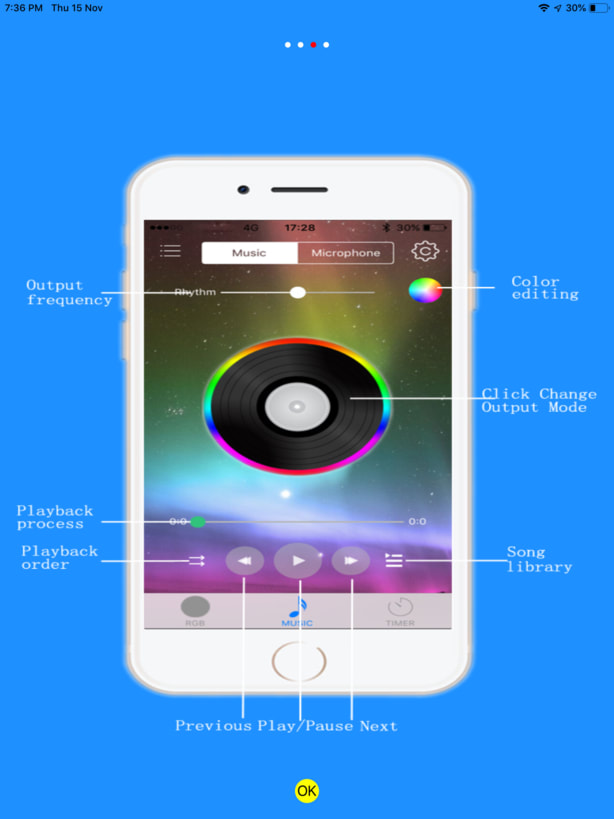 7:36 PM Thu 15 Nov
30%
4G 17:28 30%
Music Microphone
Output
frequency
Rhythm
Color
editing
Click Change
Output Mode
Playback
process
0:0 0:0
Playback
order
Song
library
RGB MUSIC TIMER
Previous Play/Pause Next
OK